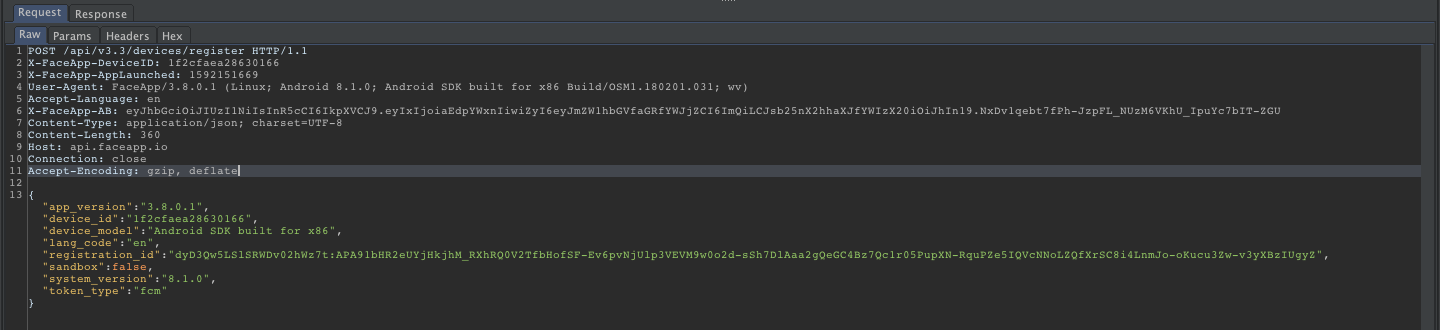 Request Response
Raw Params Headers Hex
1 POST /api/v3.3/devices/register HTTP/1.1
2 X-FaceApp-DeviceID: 1f2cfaea28630166
3 X-FaceApp-AppLaunched: 1592151669
4 User-Agent: FaceApp/3.8.0.1 (Linux; Android 8.1.0; Android SDK built for x86 Build/OSM1.180201.031; wv)
5 Accept-Language: en
6 X-FaceApp-AB: eyJhbGciOiJIUzI1NiIsInR5cCI6IkpXVCJ9.eyIxIjoiaEdpYWxnIiwiZyI6eyJmZWlhbGVfaGRfYWJjZCI6ImQiLCJsb25nX2hhaXJfYWIzX20iOiJhIn19.NxDvlqebt7fPh-JzpFL_NUzM6VKhU_IpuYc7bIT-ZGU
7 Content-Type: application/json; charset=UTF-8
8 Content-Length: 360
9 Host: api.faceapp.io
10 Connection: close
11 Accept-Encoding: gzip, deflate
12
13 {
"app_version":"3.8.0.1",
"device_id":"1f2cfaea28630166",
"device_model":"Android SDK built for x86",
"lang_code":"en",
"registration_id":"dyD3Qw5LSlSRWDv02hWz7t:APA91bHR2eUYjHkjhM_RXhRQ0V2TfbHofSF-Ev6pvNjUlp3VEVM9w0o2d-sSh7DlAaa2gQeGC4Bz7Qclr05PupXN-RquPZe5IQVcNNoLZQfXrSC8i4LnmJo-oKucu3Zw-v3yXBzIUgyZ",
"sandbox":false,
"system_version":"8.1.0",
"token_type":"fcm"
}